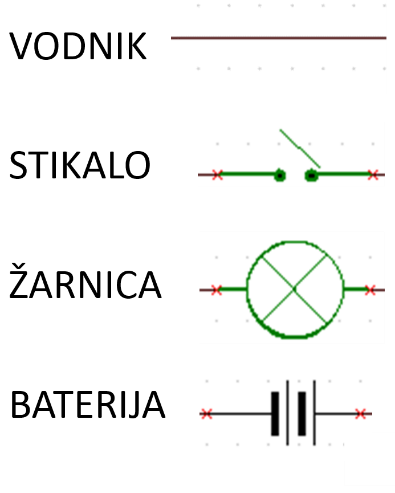 VODNIK
STIKALO
ŽARNICA
BATERIJA